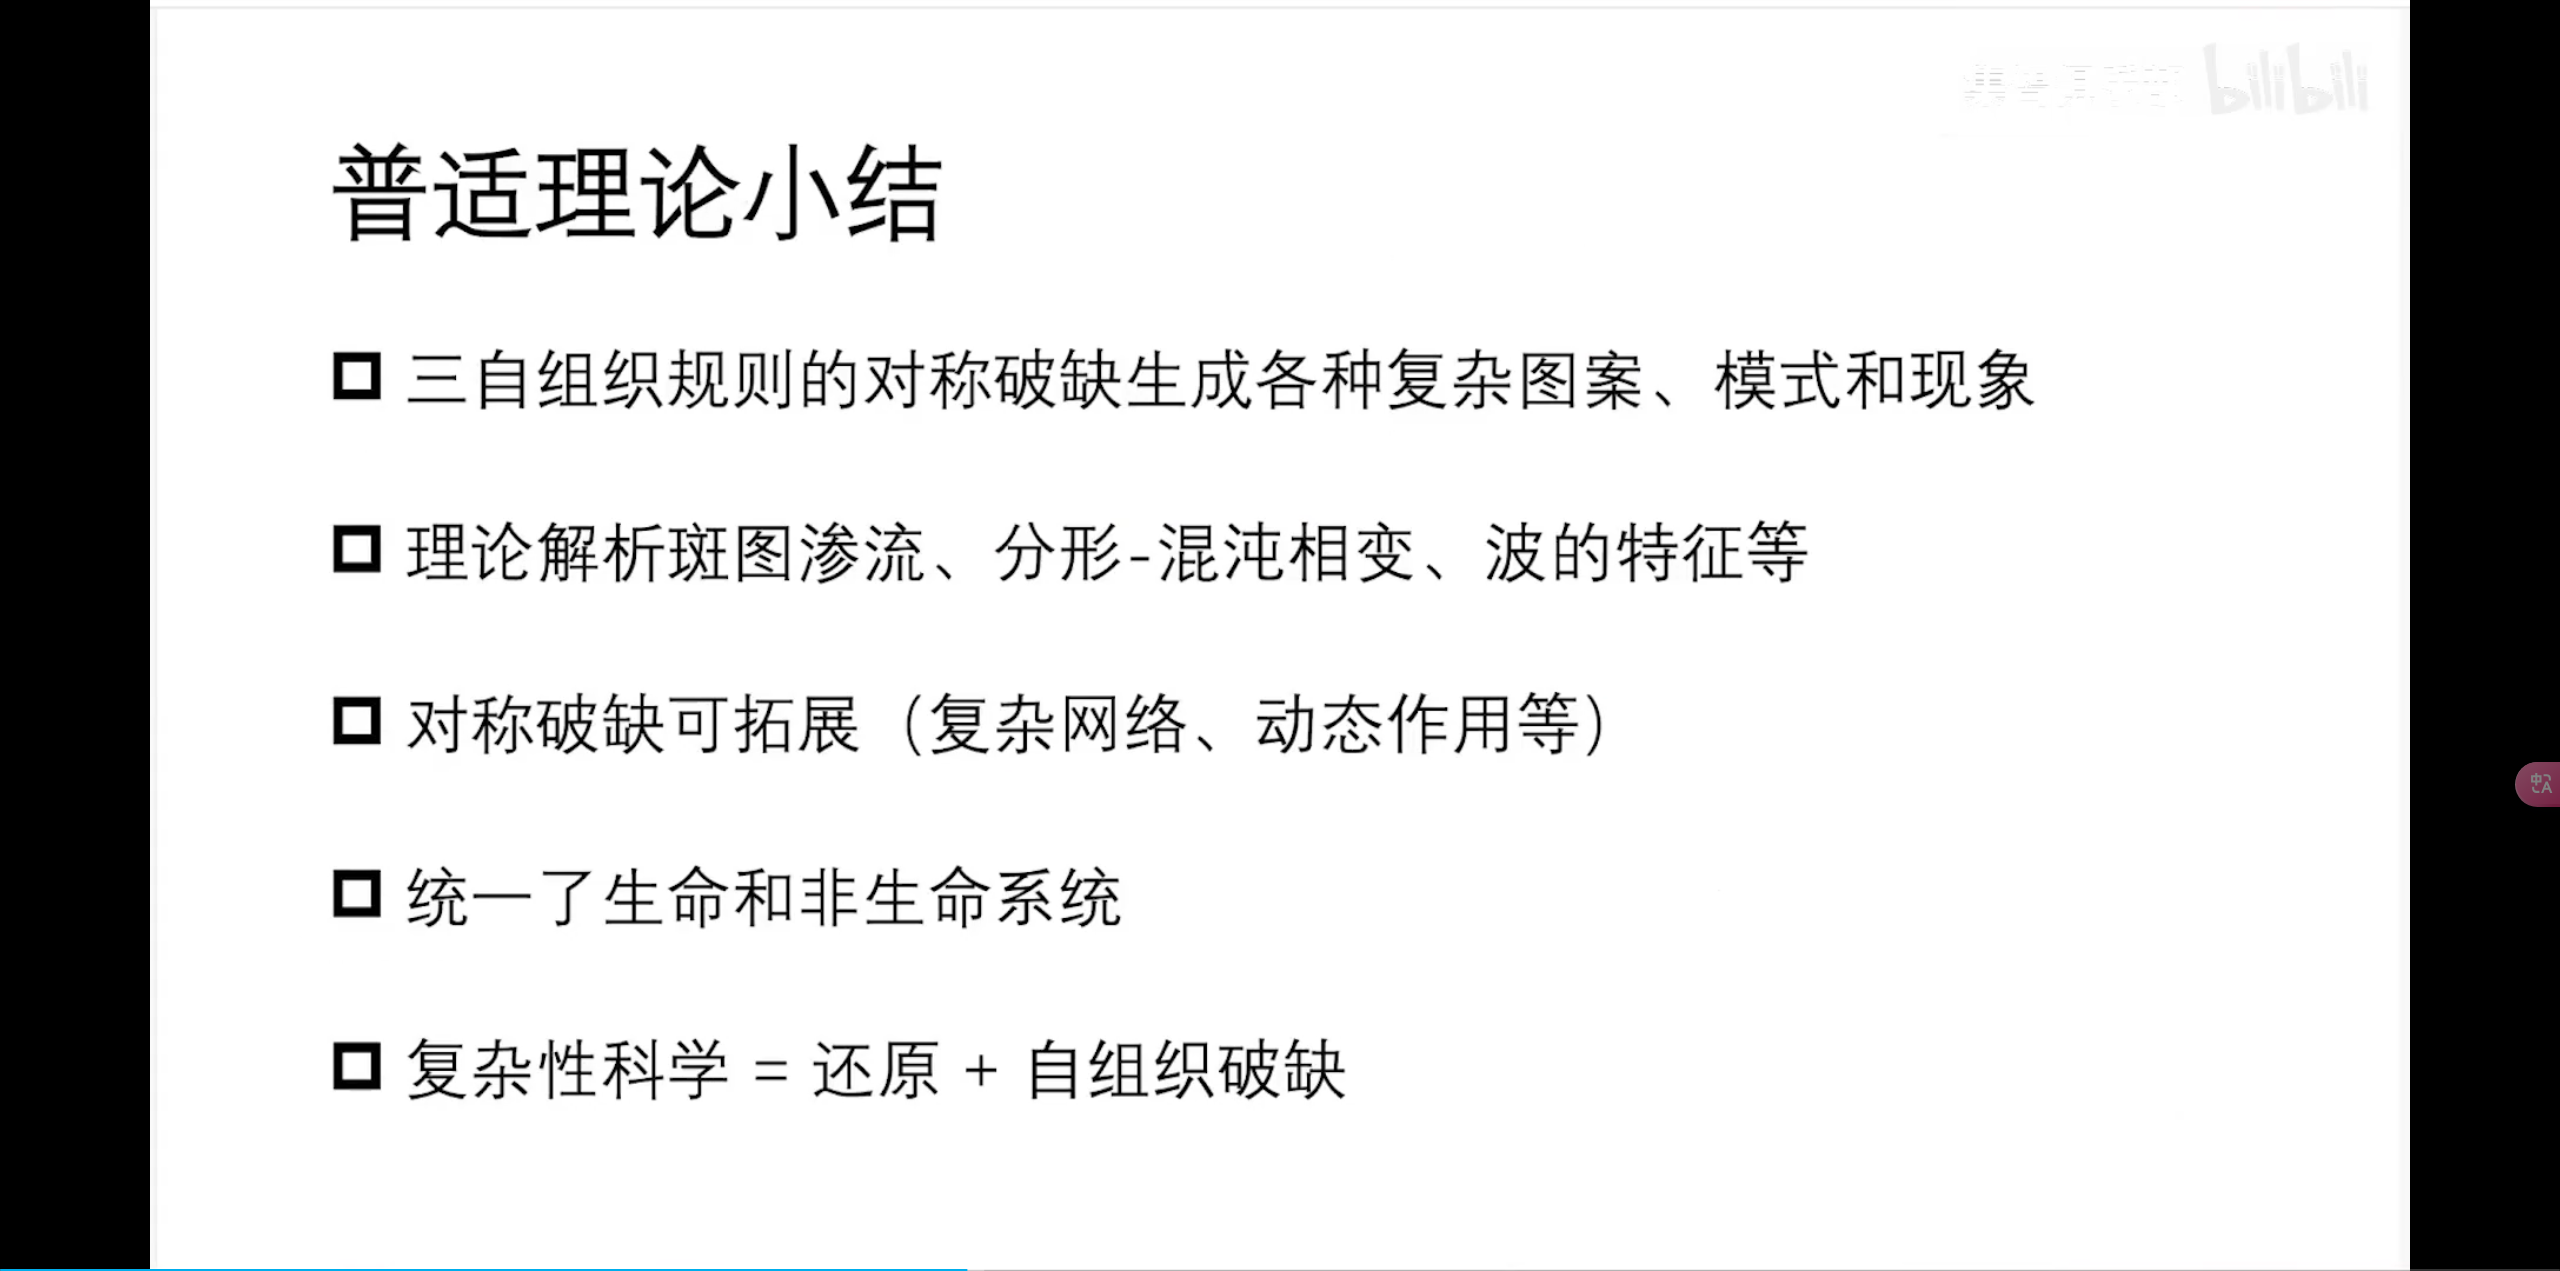 bilibili
普适理论小结
三自组织规则的对称破缺生成各种复杂图案、模式和现象
理论解析斑图渗流、分形-混沌相变、波的特征等
对称破缺可拓展（复杂网络、动态作用等）
统一了生命和非生命系统
复杂性科学 = 还原 + 自组织破缺